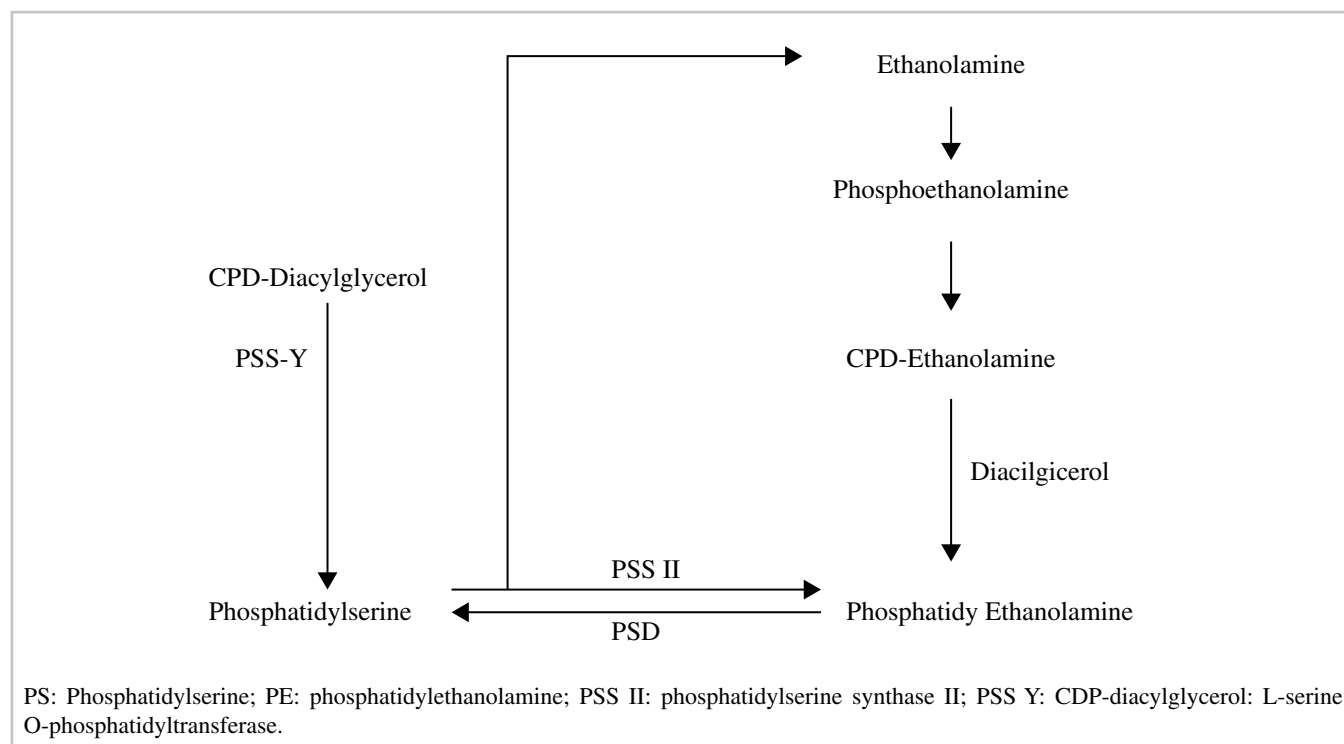 Ethanolamine
Phosphoethanolamine
CPD-Diacylglycerol
PSS-Y
CPD-Ethanolamine
Diacilgicerol
PSS II
Phosphatidylserine
Phosphatidy Ethanolamine
PSD
PS: Phosphatidylserine; PE: phosphatidylethanolamine; PSS II: phosphatidylserine synthase II; PSS Y: CDP-diacylglycerol: L-serine
O-phosphatidyltransferase.